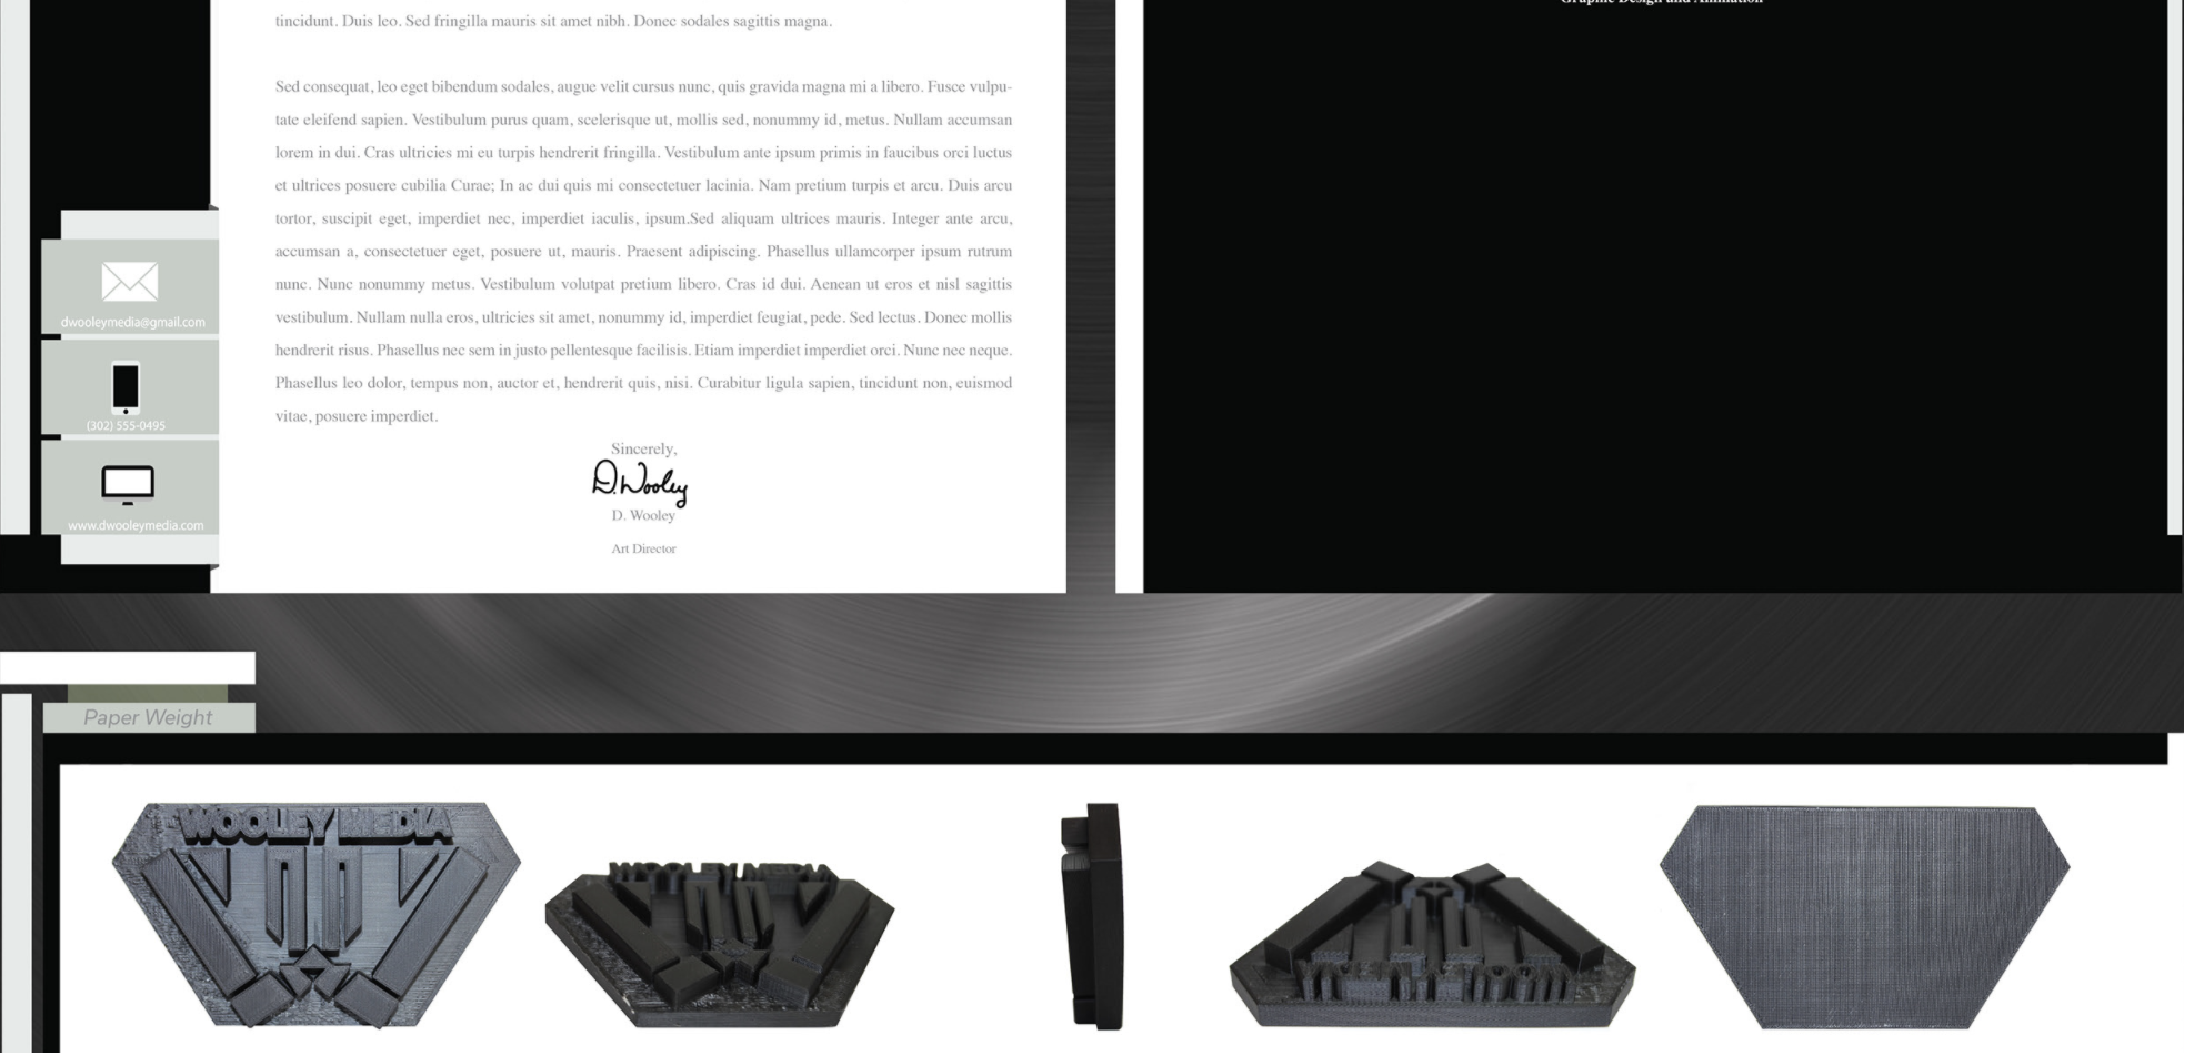 tincidunt. Duis leo. Sed fringilla mauris sit amet nibh. Donec sodales sagittis magna.
Graphic Design and Animation
Sed consequat, leo eget bibendum sodales, augue velit cursus nunc, quis gravida magna mi a libero. Fusce vulpu-
tate eleifend sapien. Vestibulum purus quam, scelerisque ut, mollis sed, nonummy id, metus. Nullam accumsan
lorem in dui. Cras ultricies mi eu turpis hendrerit fringilla. Vestibulum ante ipsum primis in faucibus orci luctus
et ultrices posuere cubilia Curae; In ac dui quis mi consectetuer lacinia. Nam pretium turpis et arcu. Duis arcu
tortor, suscipit eget, imperdiet nec, imperdiet iaculis, ipsum.Sed aliquam ultrices mauris. Integer ante arcu,
accumsan a, consectetuer eget, posuere ut, mauris. Praesent adipiscing. Phasellus ullamcorper ipsum rutrum
nunc. Nunc nonummy metus. Vestibulum volutpat pretium libero. Cras id dui. Aenean ut eros et nisl sagittis
vestibulum. Nullam nulla eros, ultricies sit amet, nonummy id, imperdiet feugiat, pede. Sed lectus. Donec mollis
hendrerit risus. Phasellus nec sem in justo pellentesque facilisis. Etiam imperdiet imperdiet orci. Nunc nec neque.
Phasellus leo dolor, tempus non, auctor et, hendrerit quis, nisi. Curabitur ligula sapien, tincidunt non, euismod
vitae, posuere imperdiet.
Sincerely,
D. Wooley
D. Wooley
Art Director
dwooleymedia@gmail.com
(302) 555-0495
www.dwooleymedia.com
Paper Weight
WOOLEY MEDIA
WOOLEY MEDIA
WOOLEY MEDIA